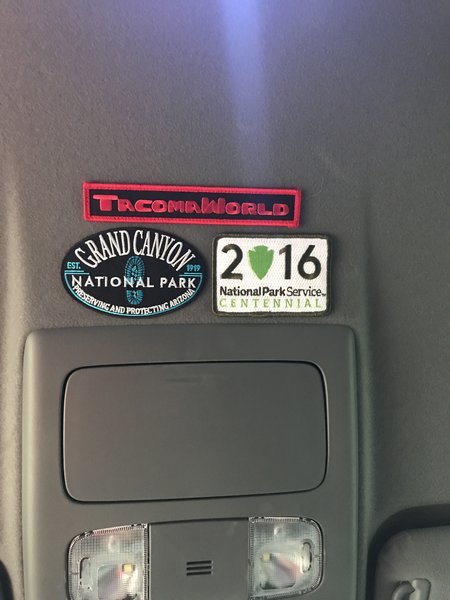 TACOMAWORLD
GRAND CANYON
EST. 1919
NATIONAL PARK
PRESERVING AND PROTECTING ARIZONA
2016
National Park Service
CENTENNIAL